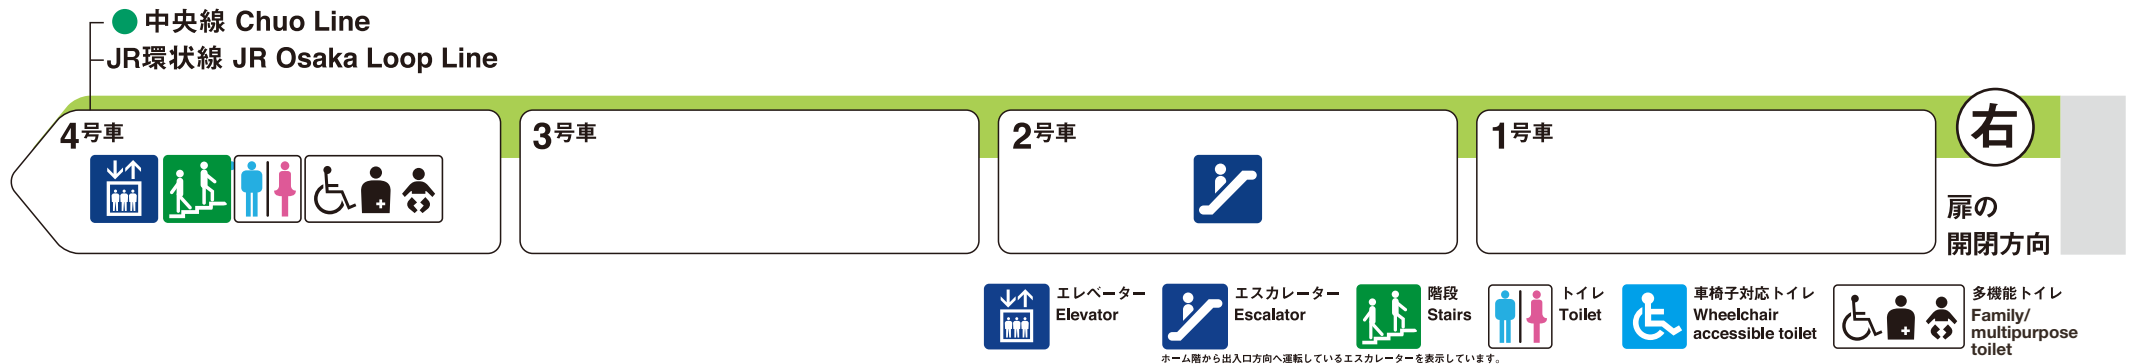 中央線 Chuo Line
JR環状線 JR Osaka Loop Line
4号車
3号車
2号車
1号車
右
扉の
開閉方向
エレベーター
Elevator
エスカレーター
Escalator
階段
Stairs
トイレ
Toilet
車椅子対応トイレ
Wheelchair
accessible toilet
多機能トイレ
Family/
multipurpose
toilet
ホーム階から出入口方向へ運転しているエスカレーターを表示しています。